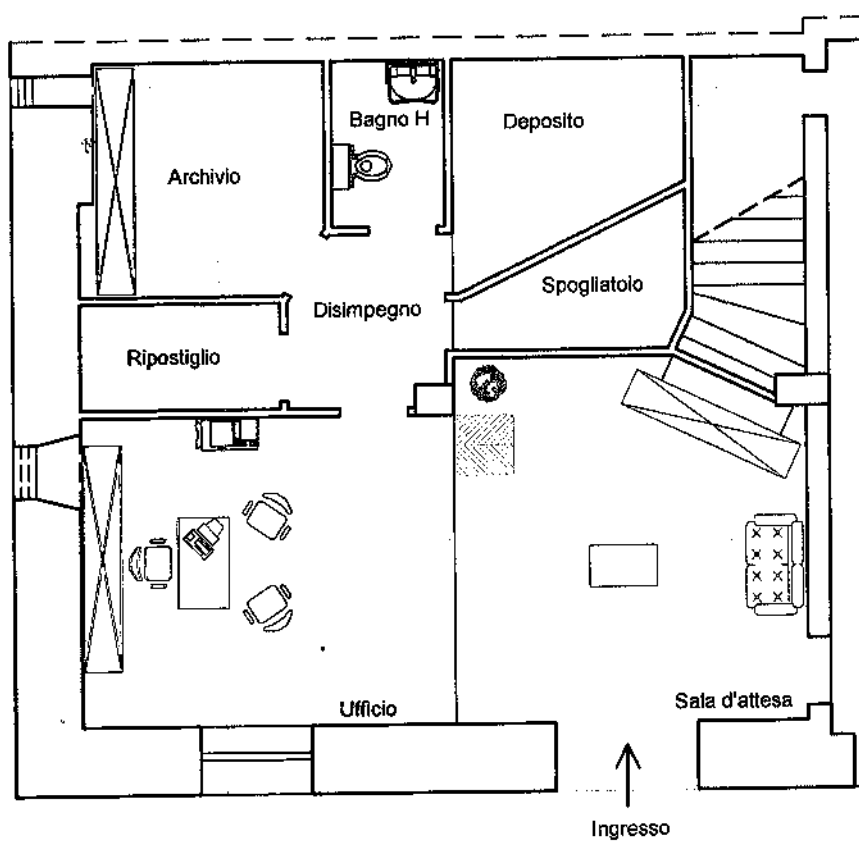 Bagno H
Deposito
Archivio
Spogliatoio
Disimpegno
Ripostiglio
Ufficio
Sala d'attesa
Ingresso